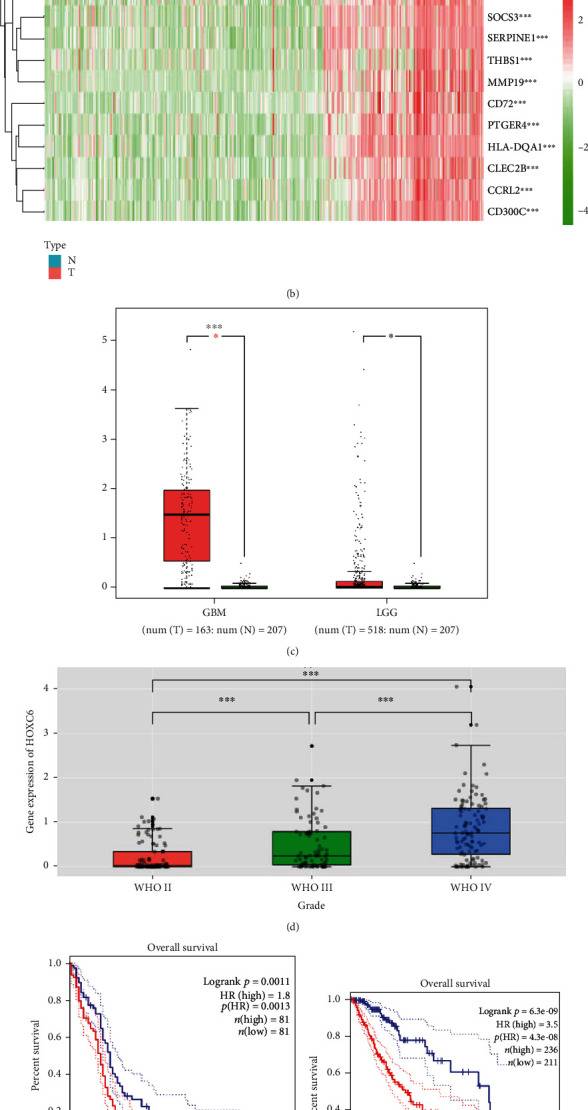 SOCS3***
SERPINE1***
THBS1***
MMP19***
CD72***
PTGER4***
HLA-DQA1***
CLEC2B***
CCRL2***
CD300C***
2
0
−2
−4
Type
N
T
(b)
5
4
3
2
1
0
***
*
*
GBM
LGG
(num (T) = 163: num (N) = 207)
(num (T) = 518: num (N) = 207)
(c)
Gene expression of HOXC6
4
3
2
1
0
***
***
***
WHO II
WHO III
WHO IV
Grade
(d)
Overall survival
Percent survival
1.0
0.8
0.6
0.4
Logrank p = 0.0011
HR (high) = 1.8
p(HR) = 0.0013
n(high) = 81
n(low) = 81
Overall survival
survival
1.0
0.8
0.6
0.4
Logrank p = 6.3e-09
HR (high) = 3.5
p(HR) = 4.3e-08
n(high) = 236
n(low) = 211